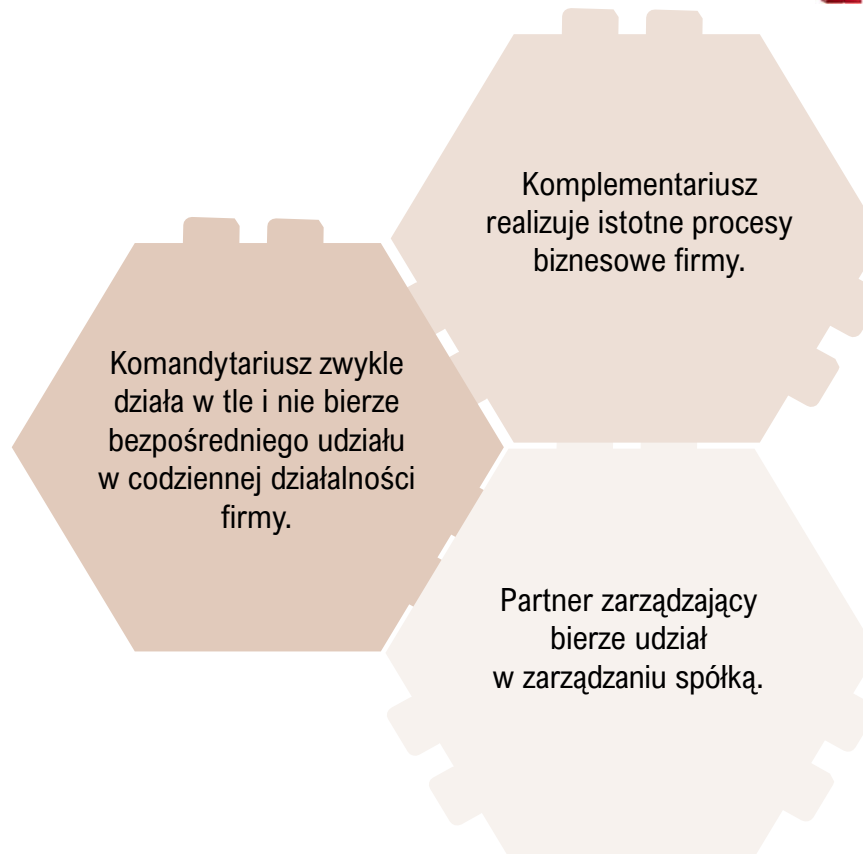 Komplementariusz
realizuje istotne procesy
biznesowe firmy.
Komandytariusz zwykle
działa w tle i nie bierze
bezpośredniego udziału
w codziennej działalności
firmy.
Partner zarządzający
bierze udział
w zarządzaniu spółką.